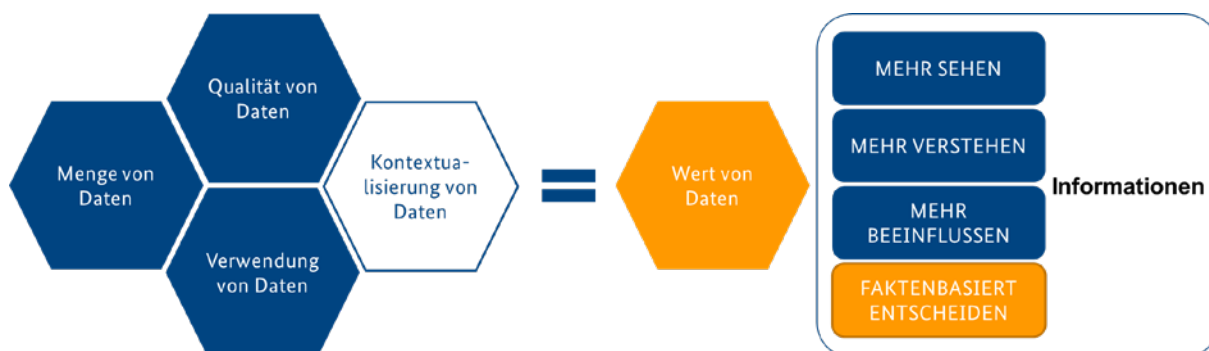 Qualität von
Daten
Menge von
Daten
Kontextua-
lisierung von
Daten
Verwendung
von Daten
=
Wert von
Daten
MEHR SEHEN
MEHR VERSTEHEN
MEHR
BEEINFLUSSEN
FAKTENBASIERT
ENTSCHEIDEN
Informationen